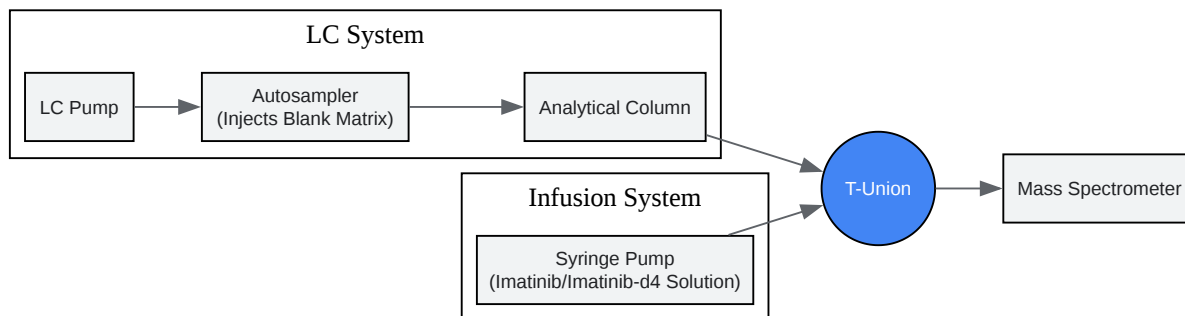 LC System
LC Pump
Autosampler
(Injects Blank Matrix)
Analytical Column
T-Union
Mass Spectrometer
Infusion System
Syringe Pump
(Imatinib/Imatinib-d4 Solution)